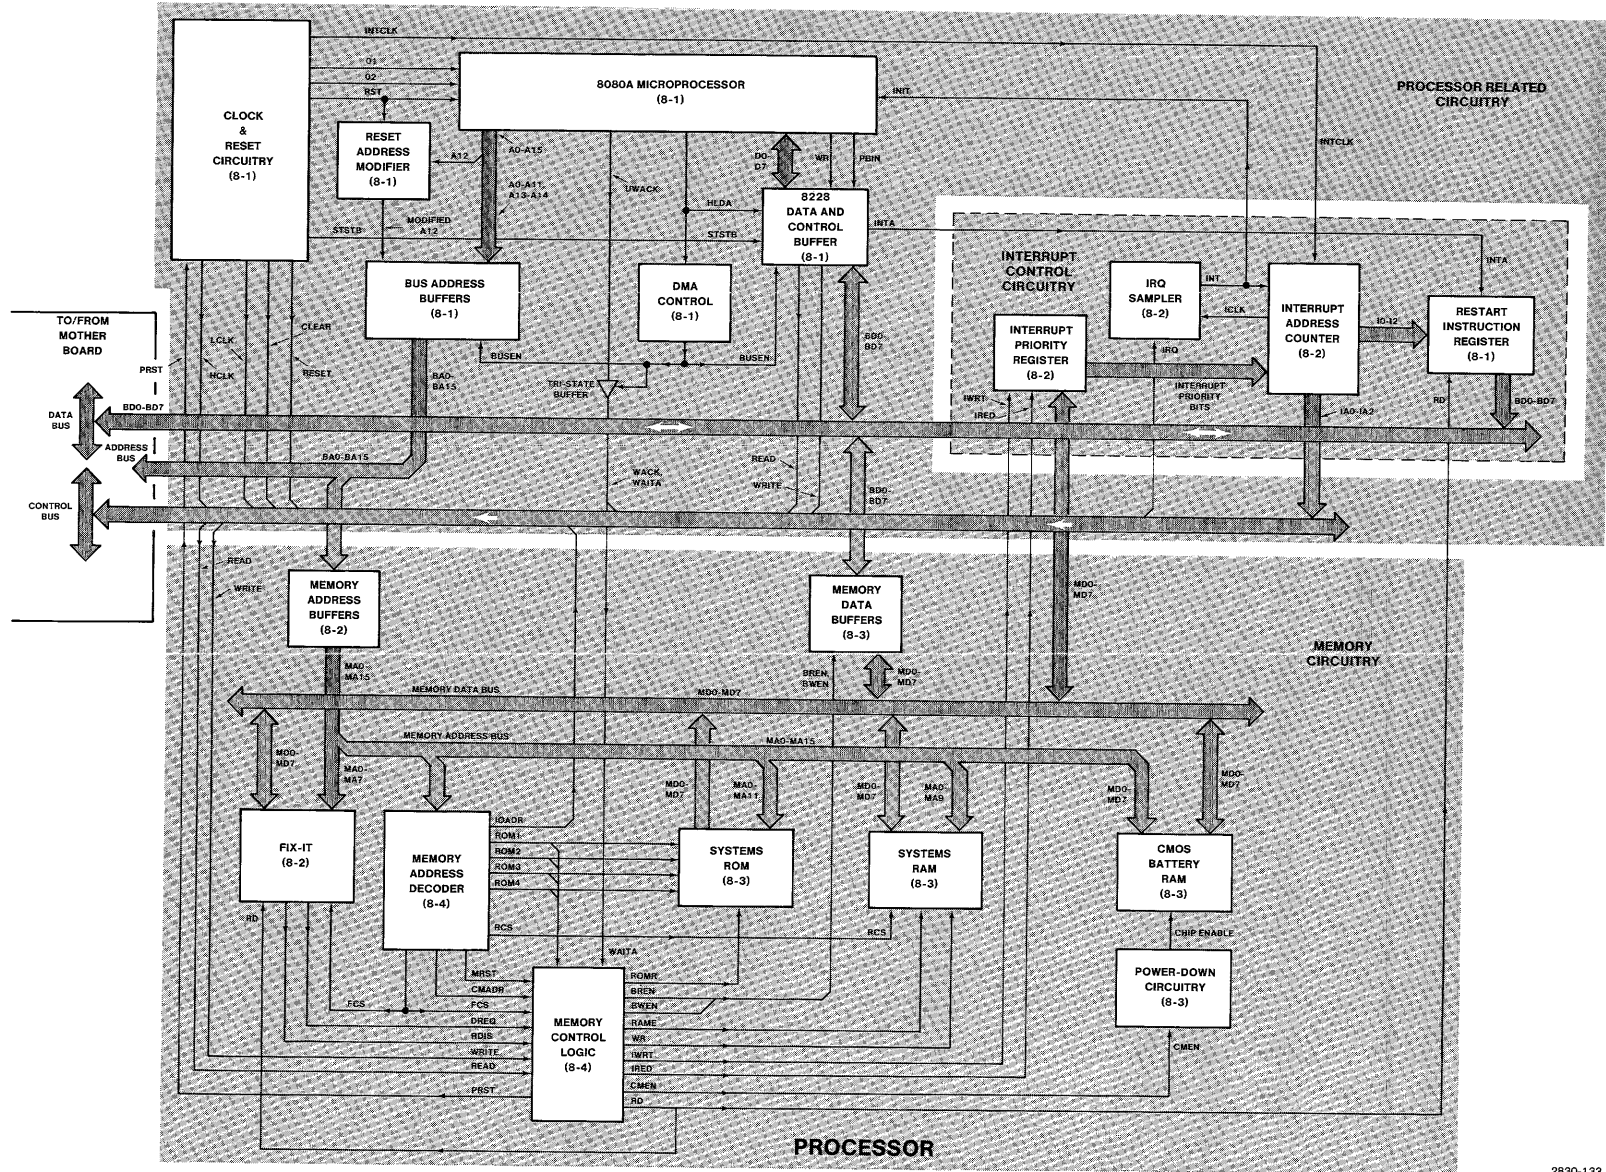 INTCLK
01
02
RST
CLOCK
&
RESET
CIRCUITRY
(8-1)
8080A MICROPROCESSOR
(8-1)
INIT
PROCESSOR RELATED
CIRCUITRY
INTCLK
RESET
ADDRESS
MODIFIER
(8-1)
A12
A0-A15
A0-A11,
A13-A14
UWACK
D0-
D7
WR
PBIN
MODIFIED
A12
STSTB
HLDA
STSTB
8228
DATA AND
CONTROL
BUFFER
(8-1)
INTA
BUS ADDRESS
BUFFERS
(8-1)
DMA
CONTROL
(8-1)
INTERRUPT
CONTROL
CIRCUITRY
IRQ
SAMPLER
(8-2)
INT
ICLK
IRQ
INTERRUPT
ADDRESS
COUNTER
(8-2)
INTA
I0-I2
RESTART
INSTRUCTION
REGISTER
(8-1)
INTERRUPT
PRIORITY
REGISTER
(8-2)
INTERRUPT
PRIORITY
BITS
IWRT
IRED
IA0-IA2
RD
BD0-BD7
TO/FROM
MOTHER
BOARD
PRST
HCLK
LCLK
CLEAR
RESET
BUSEN
BUSEN
BA0-
BA15
TRI-STATE
BUFFER
BD0-
BD7
DATA
BUS
BD0-BD7
ADDRESS
BUS
BA0-BA15
CONTROL
BUS
WACK,
WAITA
READ
WRITE
BD0-
BD7
READ
WRITE
MEMORY
ADDRESS
BUFFERS
(8-2)
MEMORY
DATA
BUFFERS
(8-3)
MD0-
MD7
MEMORY
CIRCUITRY
MA0-
MA15
BREN,
BWEN
MD0-
MD7
MEMORY DATA BUS
MD0-MD7
MEMORY ADDRESS BUS
MA0-MA15
MD0-
MD7
MA0-
MA7
MD0-
MD7
MA0-
MA11
MD0-
MD7
MA0-
MA9
MD0-
MD7
MD0-
MD7
FIX-IT
(8-2)
MEMORY
ADDRESS
DECODER
(8-4)
IOADR
ROM1
ROM2
ROM3
ROM4
RCS
SYSTEMS
ROM
(8-3)
SYSTEMS
RAM
(8-3)
RCS
CMOS
BATTERY
RAM
(8-3)
CHIP ENABLE
POWER-DOWN
CIRCUITRY
(8-3)
CMEN
RD
WAITA
MRST
CMADR
FCS
FCS
DREQ
RDIS
WRITE
READ
PRST
MEMORY
CONTROL
LOGIC
(8-4)
ROMR
BREN
BWEN
RAME
WR
IWRT
IRED
CMEN
RD
PROCESSOR
2830-133